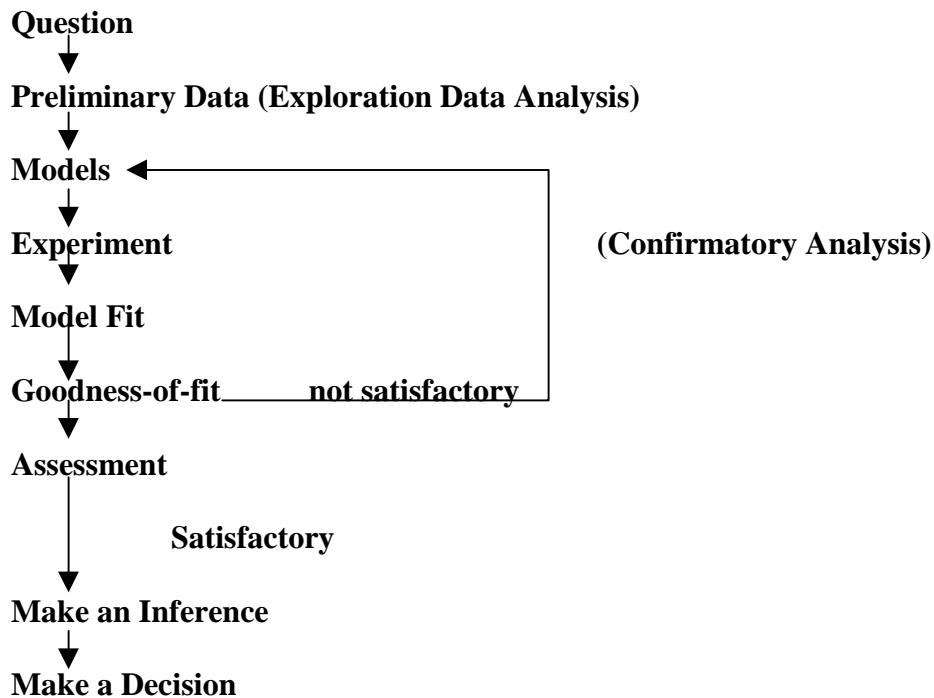 Question
Preliminary Data (Exploration Data Analysis)
Models
Experiment
(Confirmatory Analysis)
Model Fit
Goodness-of-fit not satisfactory
Assessment
Satisfactory
Make an Inference
Make a Decision